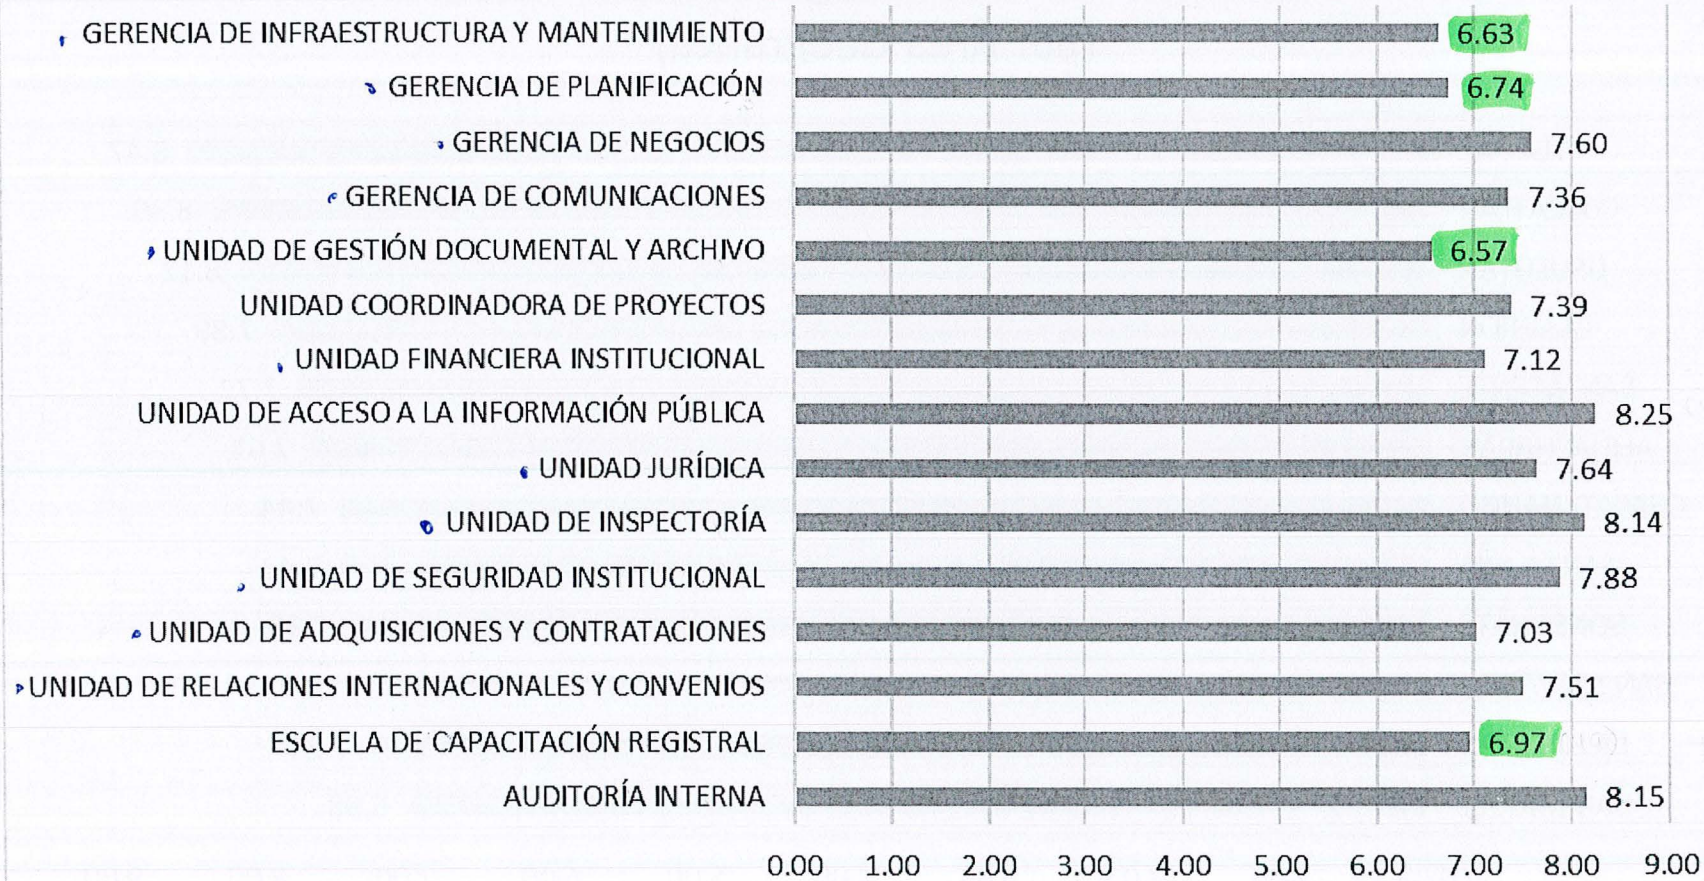 GERENCIA DE INFRAESTRUCTURA Y MANTENIMIENTO 6.63
GERENCIA DE PLANIFICACIÓN 6.74
GERENCIA DE NEGOCIOS 7.60
GERENCIA DE COMUNICACIONES 7.36
UNIDAD DE GESTIÓN DOCUMENTAL Y ARCHIVO 6.57
UNIDAD COORDINADORA DE PROYECTOS 7.39
UNIDAD FINANCIERA INSTITUCIONAL 7.12
UNIDAD DE ACCESO A LA INFORMACIÓN PÚBLICA 8.25
UNIDAD JURÍDICA 7.64
UNIDAD DE INSPECTORÍA 8.14
UNIDAD DE SEGURIDAD INSTITUCIONAL 7.88
UNIDAD DE ADQUISICIONES Y CONTRATACIONES 7.03
UNIDAD DE RELACIONES INTERNACIONALES Y CONVENIOS 7.51
ESCUELA DE CAPACITACIÓN REGISTRAL 6.97
AUDITORÍA INTERNA 8.15
0.00 1.00 2.00 3.00 4.00 5.00 6.00 7.00 8.00 9.00